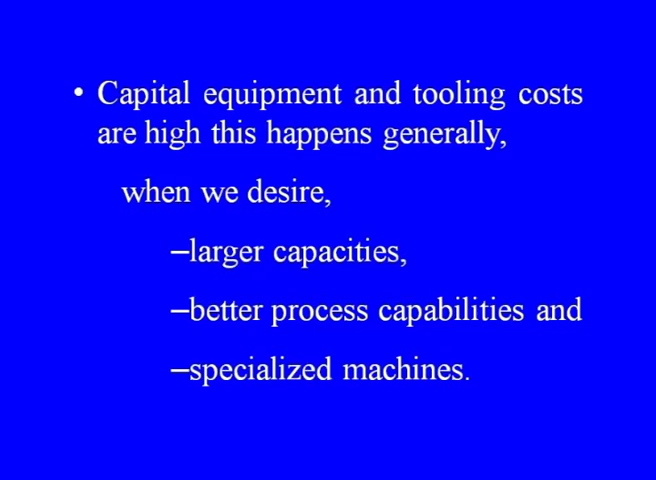 • Capital equipment and tooling costs
are high this happens generally,
when we desire,
–larger capacities,
–better process capabilities and
–specialized machines.